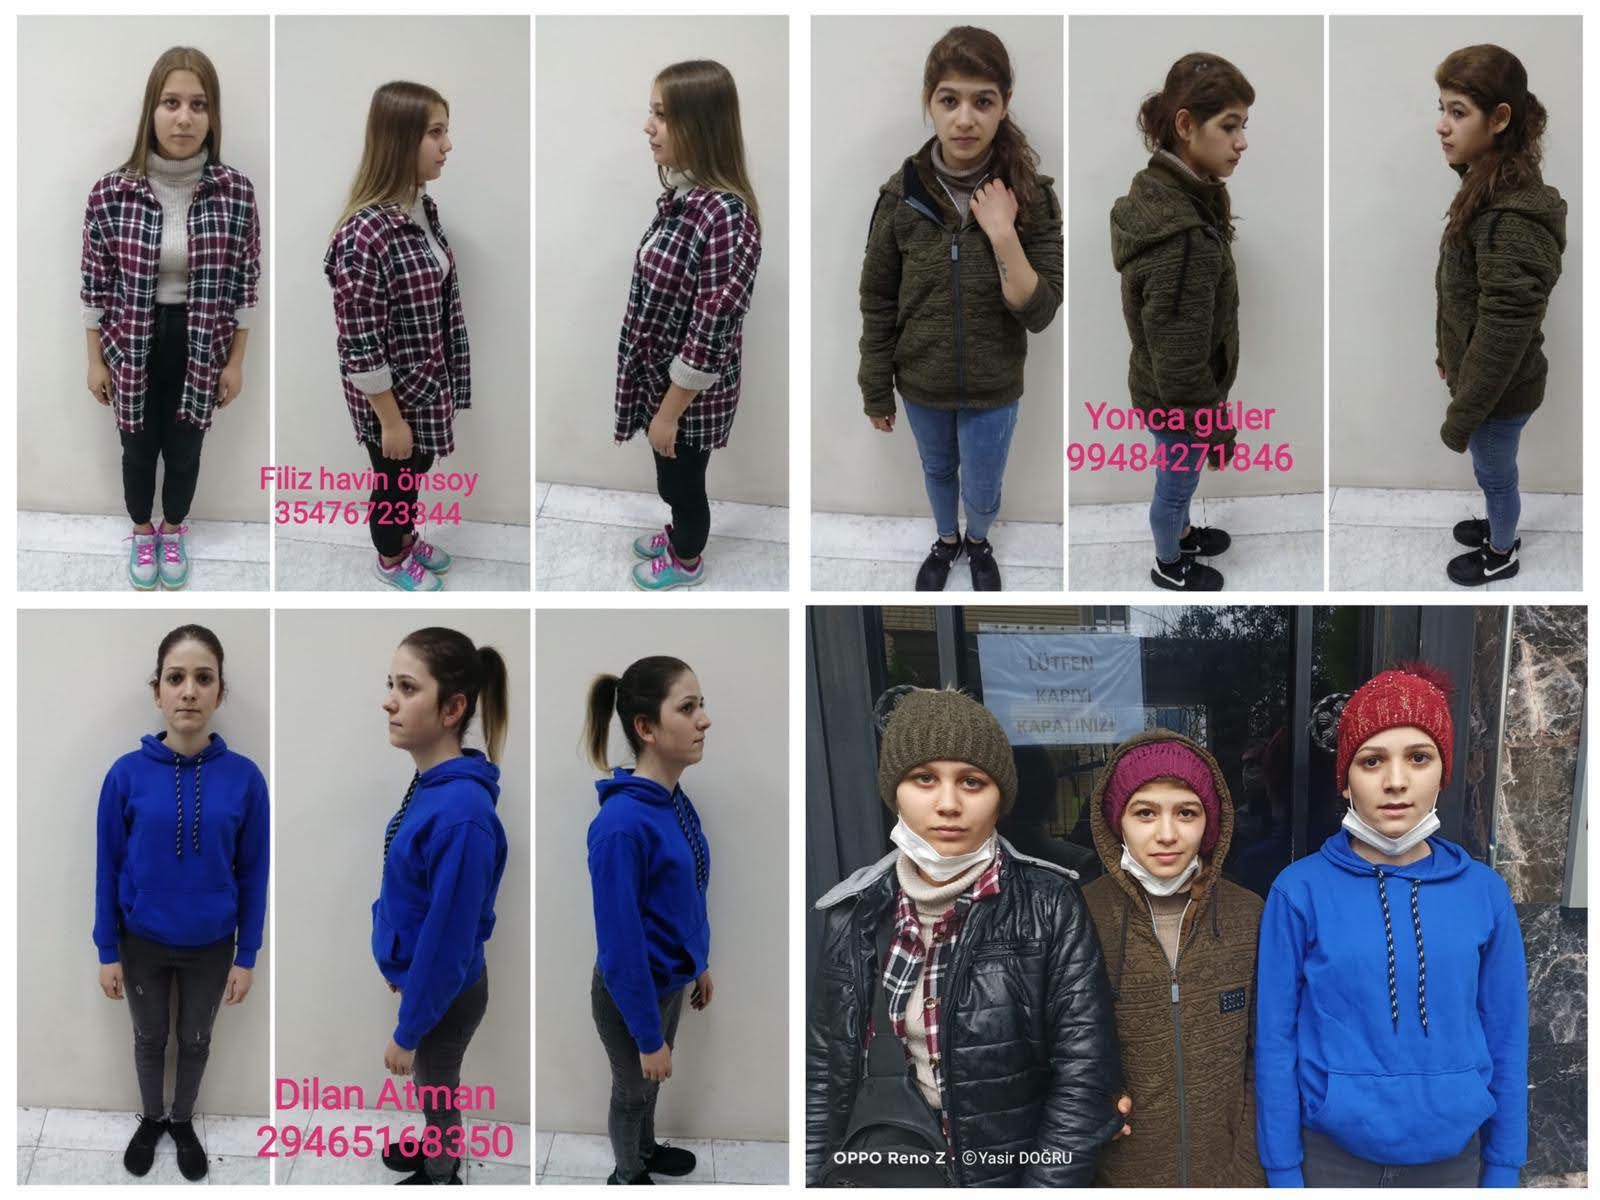 Filiz havin önsoy
35476723344
Yonca güler
99484271846
Dilan Atman
29465168350
LÜTFEN
KAPIYI
KAPATINIZ!
OPPO Reno Z · ©Yasir DOĞRU